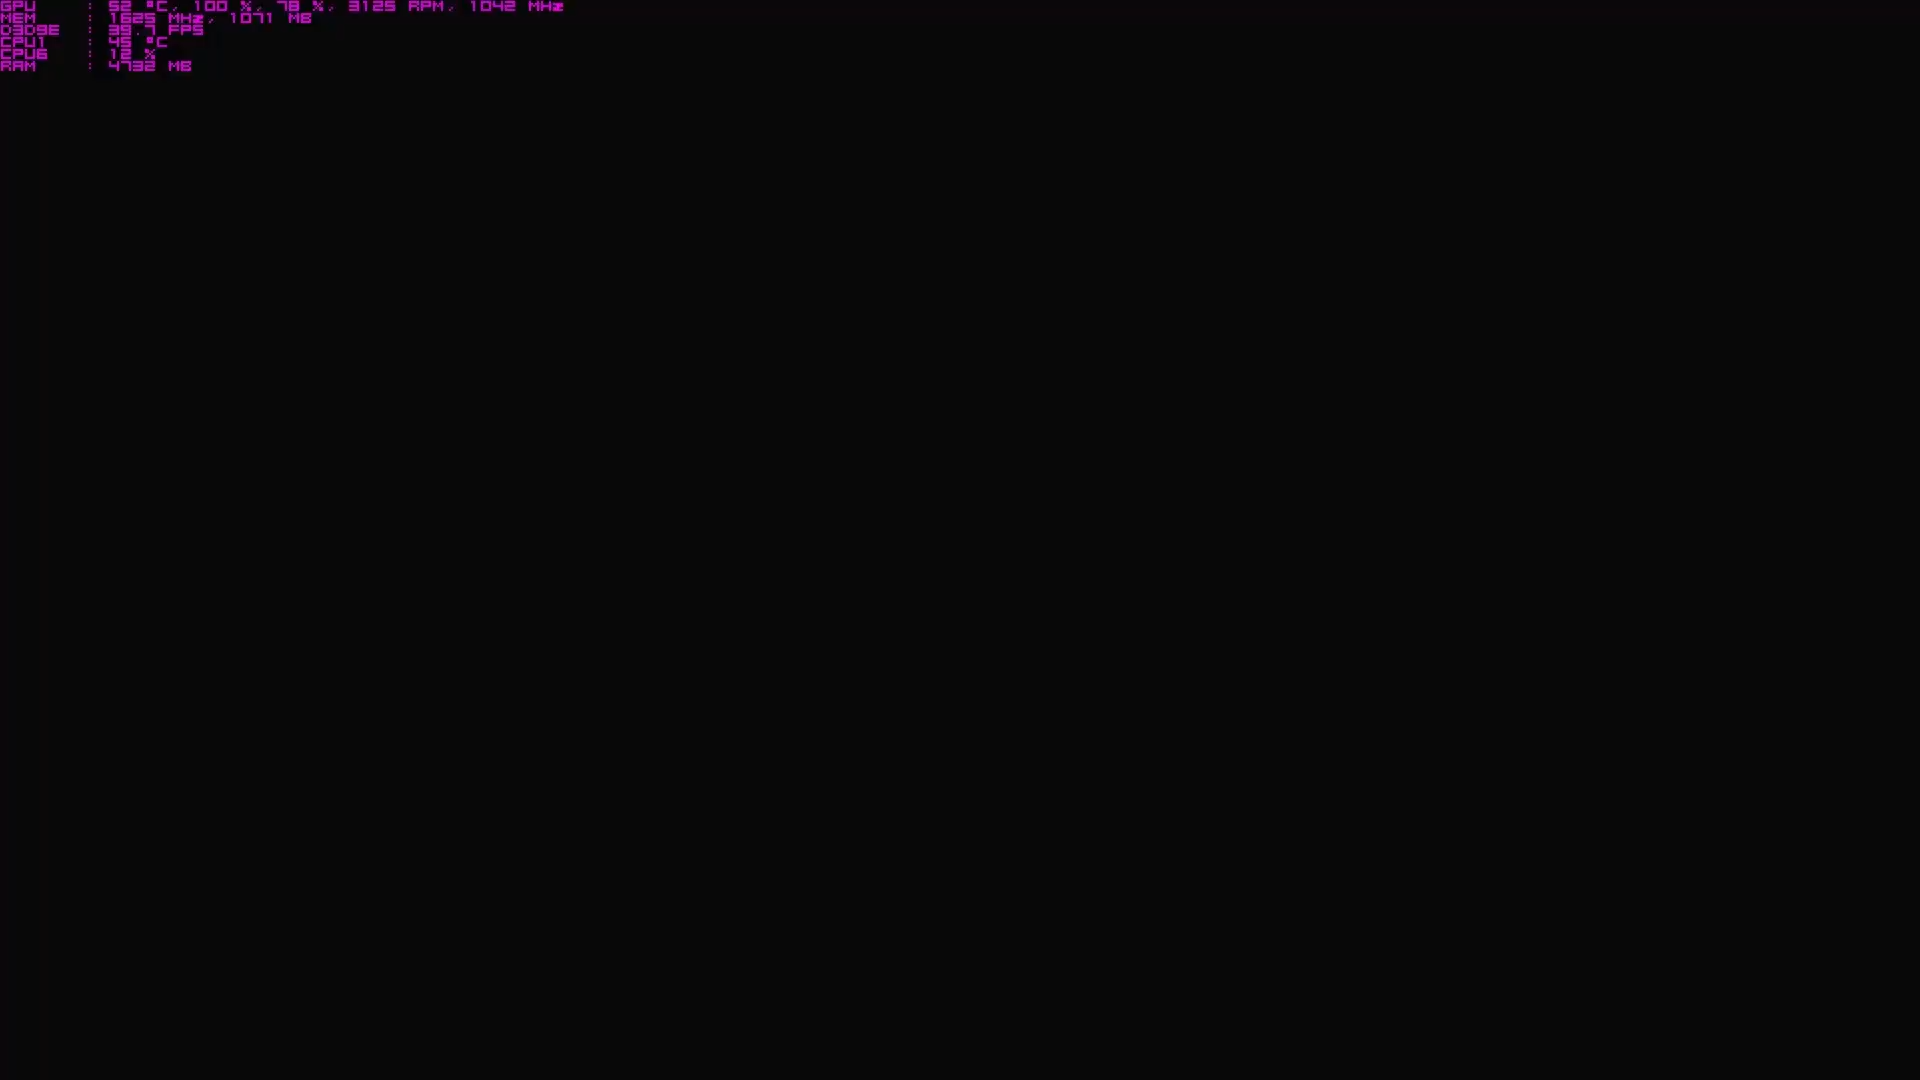 GPU : 52 °C, 100 %, 78 %, 3125 RPM, 1042 MHz
MEM : 1625 MHz, 1071 MB
D3D9E : 39.7 FPS
CPU1 : 45 °C
CPU6 : 12 %
RAM : 4732 MB